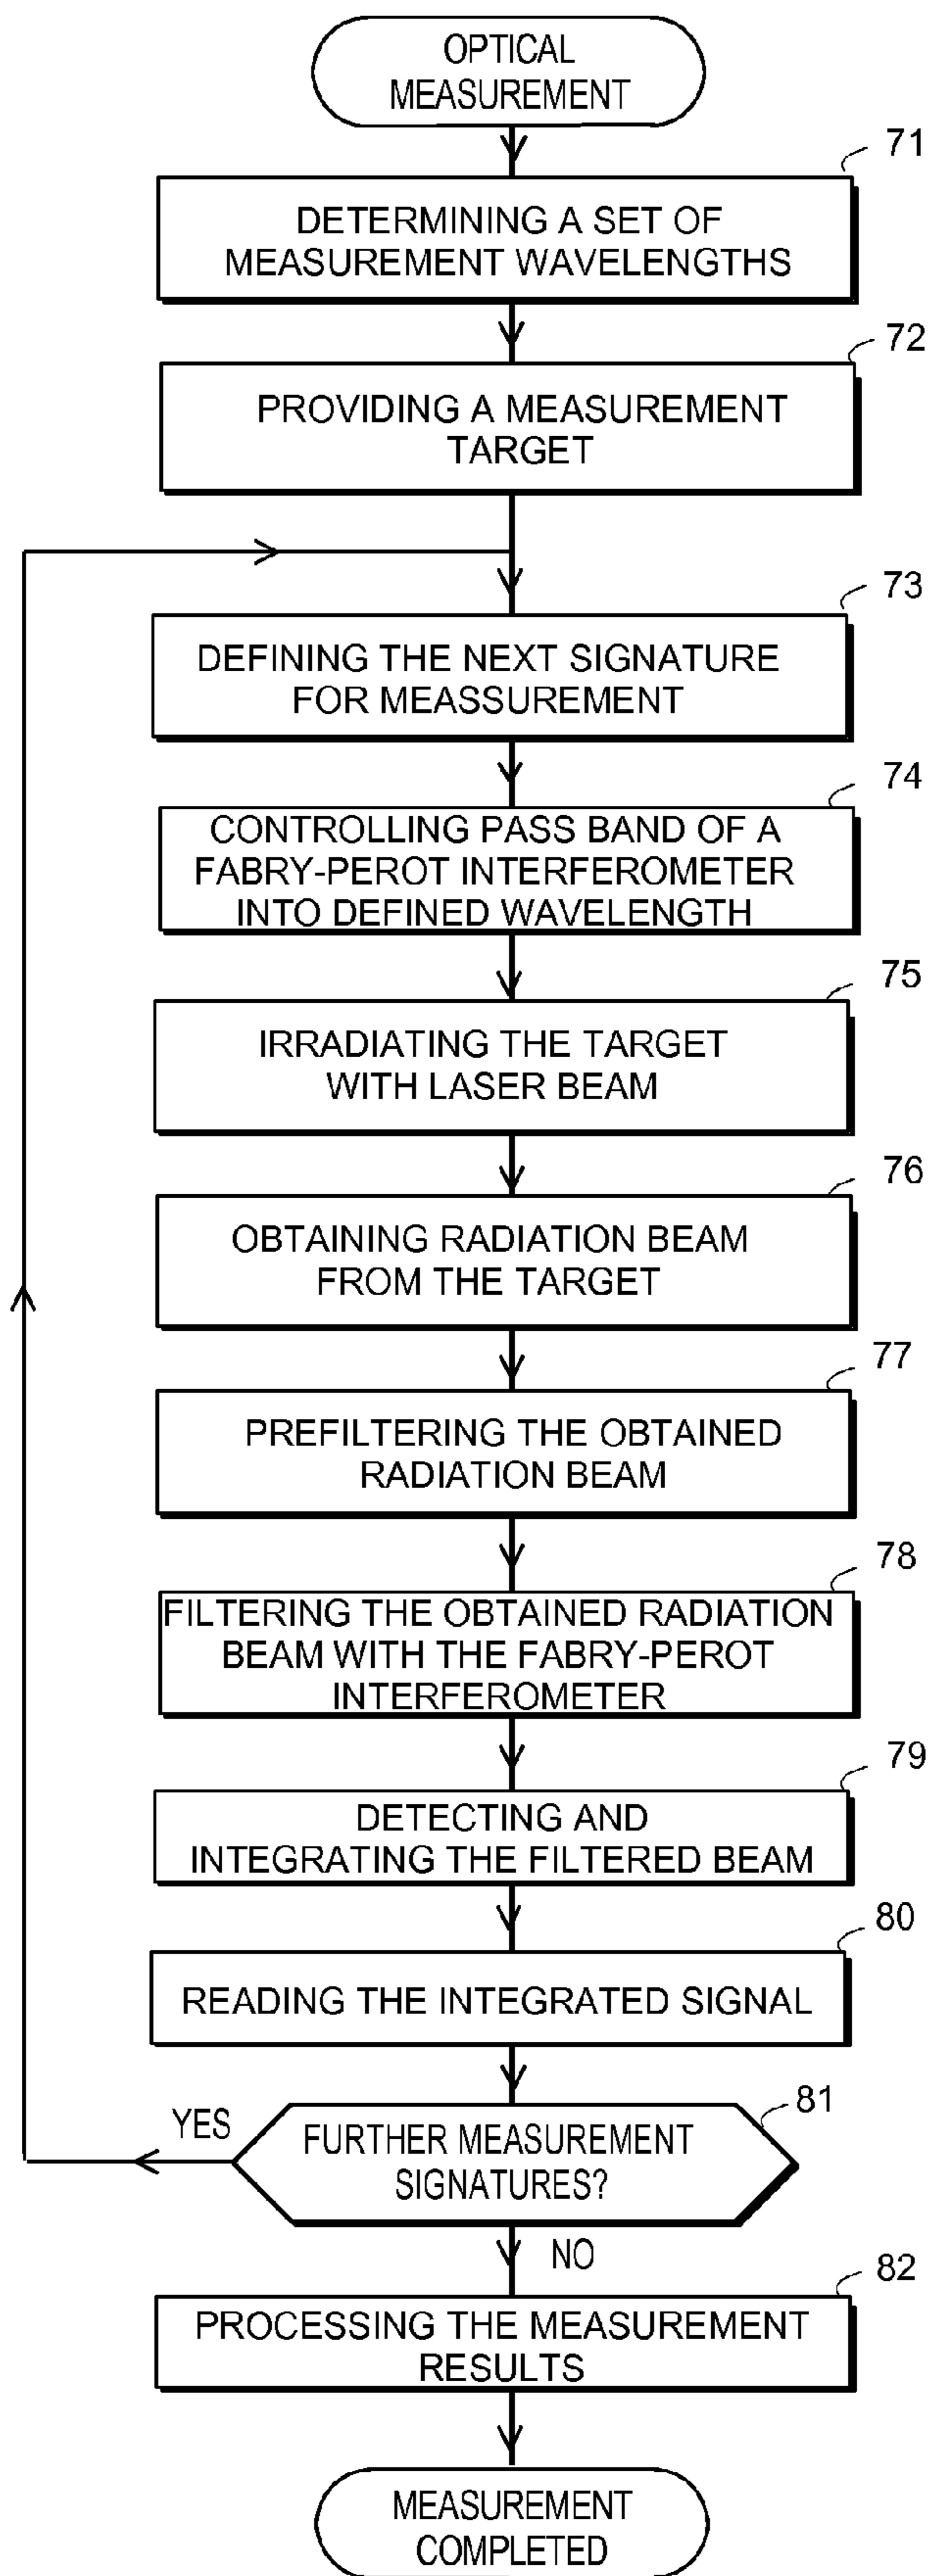 OPTICAL
MEASUREMENT
71
DETERMINING A SET OF
MEASUREMENT WAVELENGTHS
72
PROVIDING A MEASUREMENT
TARGET
73
DEFINING THE NEXT SIGNATURE
FOR MEASSUREMENT
74
CONTROLLING PASS BAND OF A
FABRY-PEROT INTERFEROMETER
INTO DEFINED WAVELENGTH
75
IRRADIATING THE TARGET
WITH LASER BEAM
76
OBTAINING RADIATION BEAM
FROM THE TARGET
77
PREFILTERING THE OBTAINED
RADIATION BEAM
78
FILTERING THE OBTAINED RADIATION
BEAM WITH THE FABRY-PEROT
INTERFEROMETER
79
DETECTING AND
INTEGRATING THE FILTERED BEAM
80
READING THE INTEGRATED SIGNAL
81
YES
FURTHER MEASUREMENT
SIGNATURES?
NO
82
PROCESSING THE MEASUREMENT
RESULTS
MEASUREMENT
COMPLETED